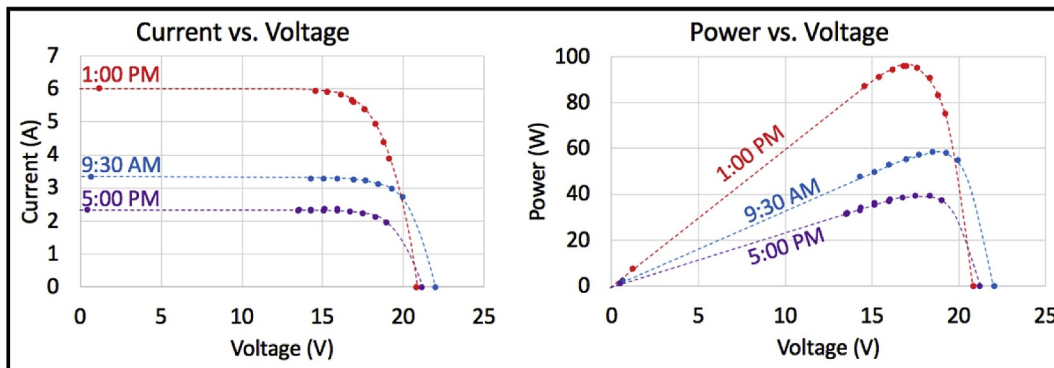 Current vs. Voltage
7
6
5
4
3
2
1
0
Current (A)
1:00 PM
9:30 AM
5:00 PM
0 5 10 15 20 25
Voltage (V)
Power vs. Voltage
100
80
60
40
20
0
Power (W)
1:00 PM
9:30 AM
5:00 PM
0 5 10 15 20 25
Voltage (V)